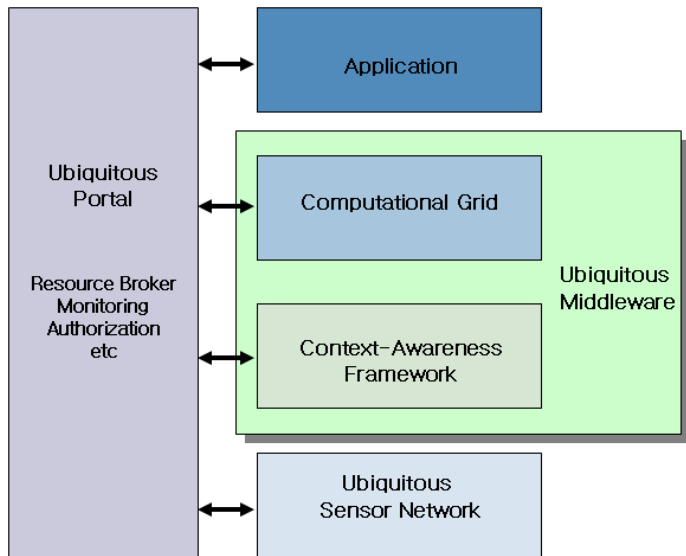 Ubiquitous
Portal
Resource Broker
Monitoring
Authorization
etc
Application
Computational Grid
Context-Awareness
Framework
Ubiquitous
Middleware
Ubiquitous
Sensor Network